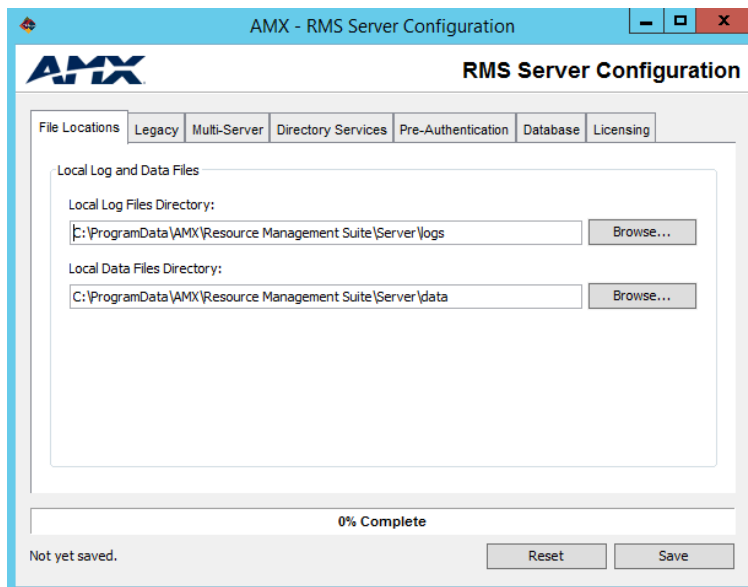 AMX - RMS Server Configuration
AMX RMS Server Configuration
File Locations Legacy Multi-Server Directory Services Pre-Authentication Database Licensing
Local Log and Data Files
Local Log Files Directory:
C:\ProgramData\AMX\Resource Management Suite\Server\logs Browse...
Local Data Files Directory:
C:\ProgramData\AMX\Resource Management Suite\Server\data Browse...
0% Complete
Not yet saved. Reset Save